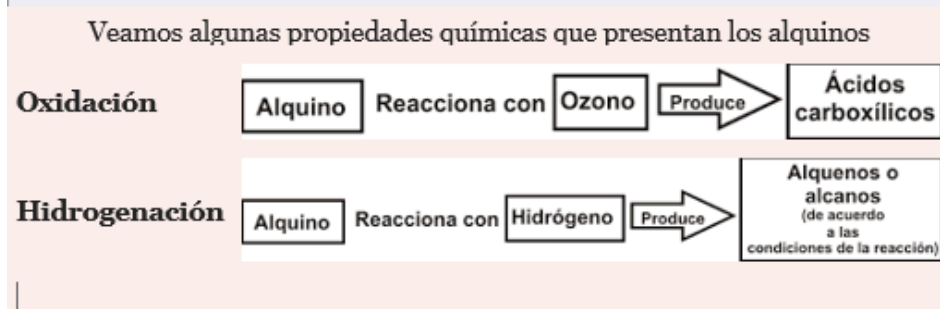 Veamos algunas propiedades químicas que presentan los alquinos
Oxidación
Alquino Reacciona con Ozono Produce Ácidos
carboxílicos
Hidrogenación
Alquino Reacciona con Hidrógeno Produce Alquenos o
alcanos
(de acuerdo
a las
condiciones de la reacción)